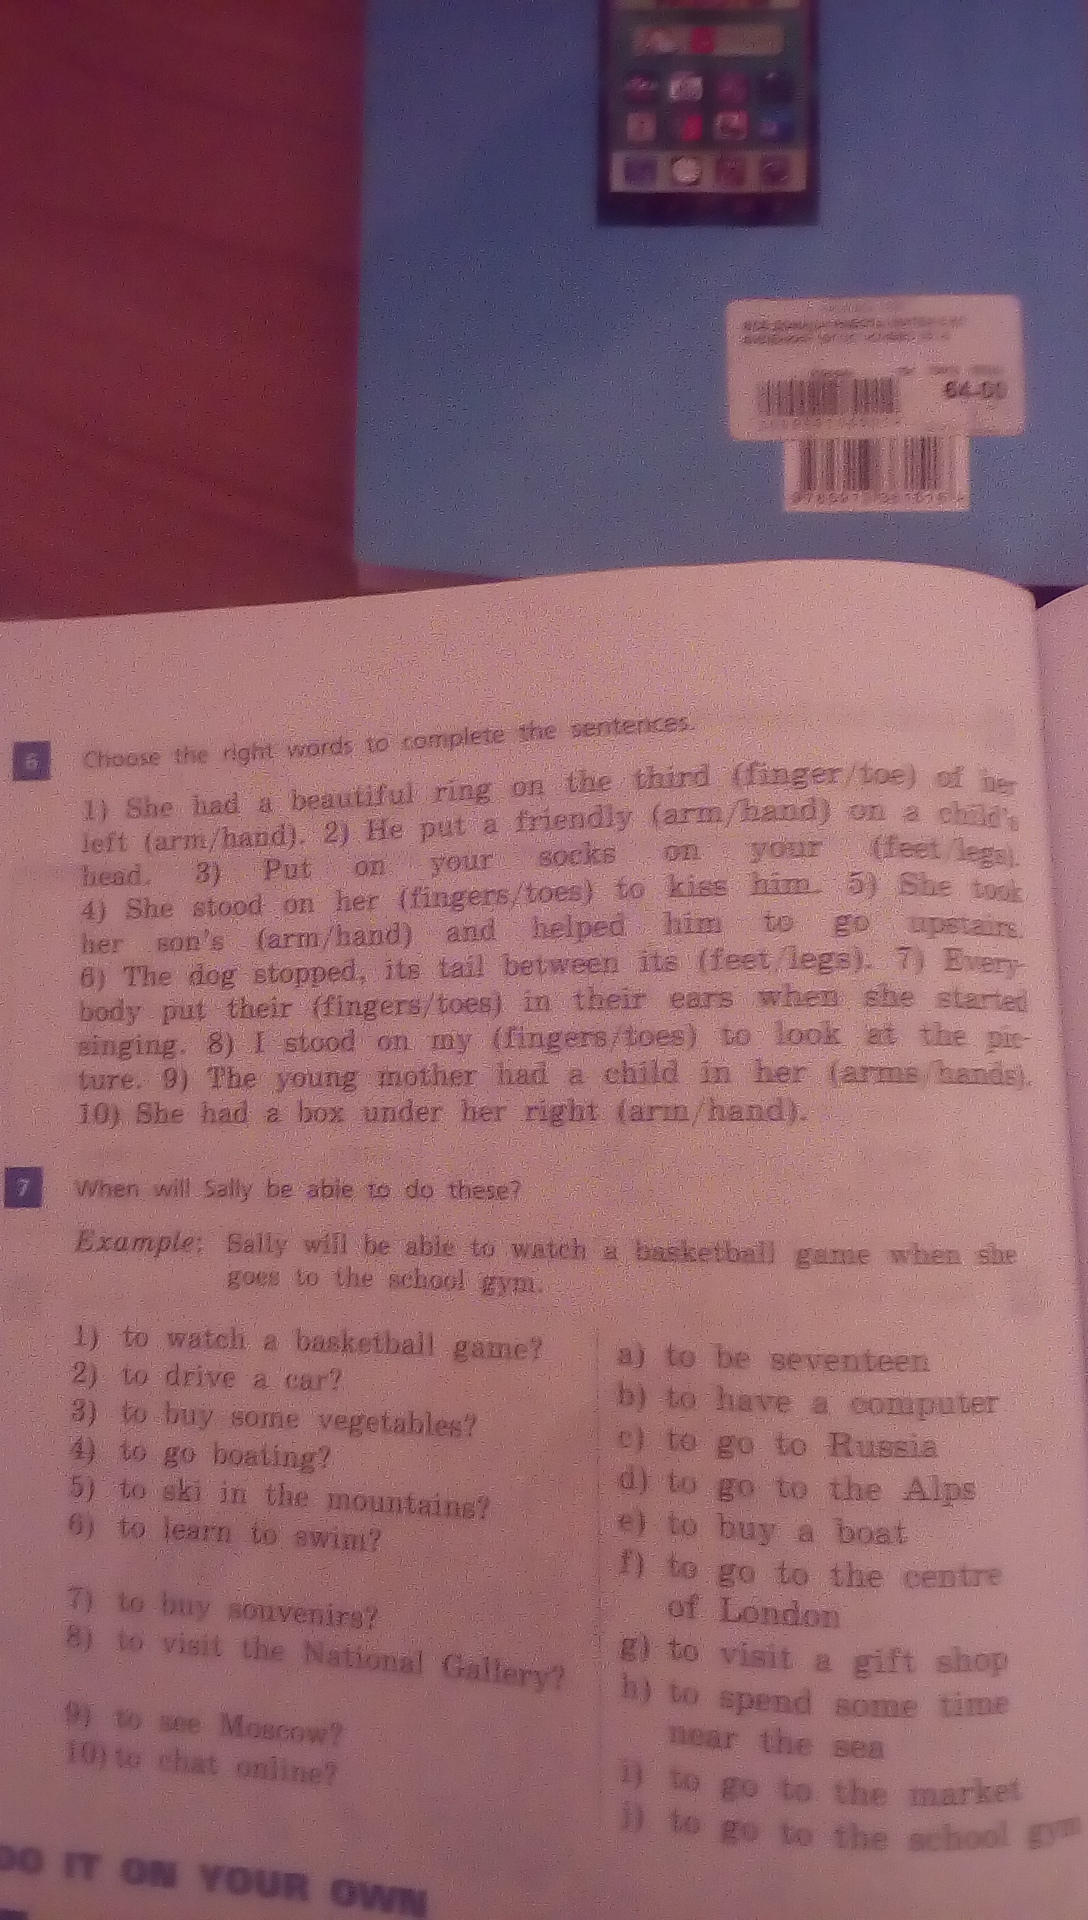 64-00
6
Choose the right words to complete the sentences.
1) She had a beautiful ring on the third (finger/toe) of her
left (arm/hand). 2) He put a friendly (arm/hand) on a child's
head. 3) Put on your socks on your (feet/legs).
4) She stood on her (fingers/toes) to kiss him. 5) She took
her son's (arm/hand) and helped him to go upstairs.
6) The dog stopped, its tail between its (feet/legs). 7) Every-
body put their (fingers/toes) in their ears when she started
singing. 8) I stood on my (fingers/toes) to look at the pic-
ture. 9) The young mother had a child in her (arms/hands).
10) She had a box under her right (arm/hand).
7
When will Sally be able to do these?
Example: Sally will be able to watch a basketball game when she
goes to the school gym.
1) to watch a basketball game?
2) to drive a car?
3) to buy some vegetables?
4) to go boating?
5) to ski in the mountains?
6) to learn to swim?
7) to buy souvenirs?
8) to visit the National Gallery?
9) to see Moscow?
10) to chat online?
a) to be seventeen
b) to have a computer
c) to go to Russia
d) to go to the Alps
e) to buy a boat
f) to go to the centre
of London
g) to visit a gift shop
h) to spend some time
near the sea
i) to go to the market
j) to go to the school gym
DO IT ON YOUR OWN